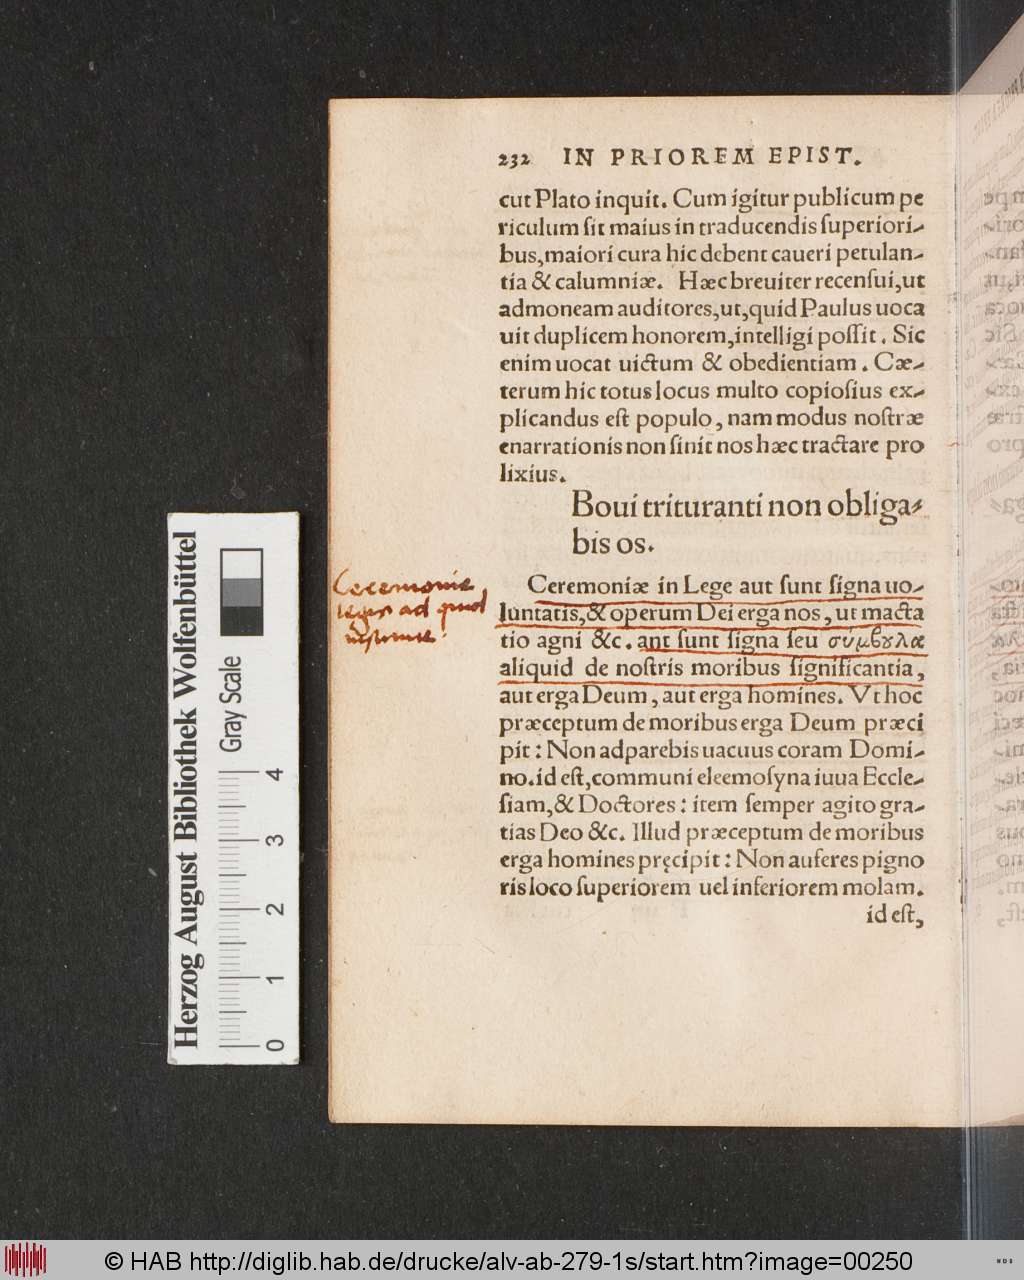 232 IN PRIOREM EPIST.
cut Plato inquit. Cum igitur publicum pe
riculum ſit maius in traducendis ſuperiori-
bus, maiori cura hic debent caueri petulan-
tia & calumniæ. Hæc breuiter recenſui, ut
admoneam auditores, ut, quid Paulus uoca
uit duplicem honorem, intelligi poſſit. Sic
enim uocat uictum & obedientiam. Cæ-
terum hic totus locus multo copioſius ex-
plicandus eſt populo, nam modus noſtræ
enarrationis non ſinit nos hæc tractare pro
lixius.
Boui trituranti non obliga-
bis os.
Ceremoniæ in Lege aut ſunt ſigna uo-
luntatis, & operum Dei erga nos, ut macta
tio agni &c. ant ſunt ſigna ſeu σύμβολα
aliquid de noſtris moribus ſignificantia,
aut erga Deum, aut erga homines. Vt hoc
præceptum de moribus erga Deum præci
pit: Non adparebis uacuus coram Domi-
no. id eſt, communi eleemoſyna iuua Eccle-
ſiam, & Doctores: item ſemper agito gra-
tias Deo &c. Illud præceptum de moribus
erga homines pręcipit: Non auferes pigno
ris loco ſuperiorem uel inferiorem molam.
id eſt,
Ceremonie
legis ad quid
Herzog August Bibliothek Wolfenbüttel
Gray Scale
0 1 2 3 4
© HAB http://diglib.hab.de/drucke/alv-ab-279-1s/start.htm?image=00250